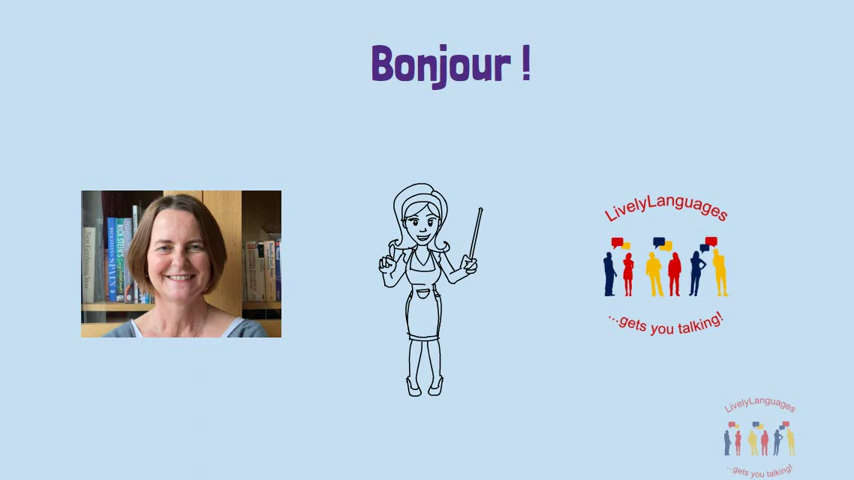 Bonjour !
LivelyLanguages
...gets you talking!
LivelyLanguages
...gets you talking!